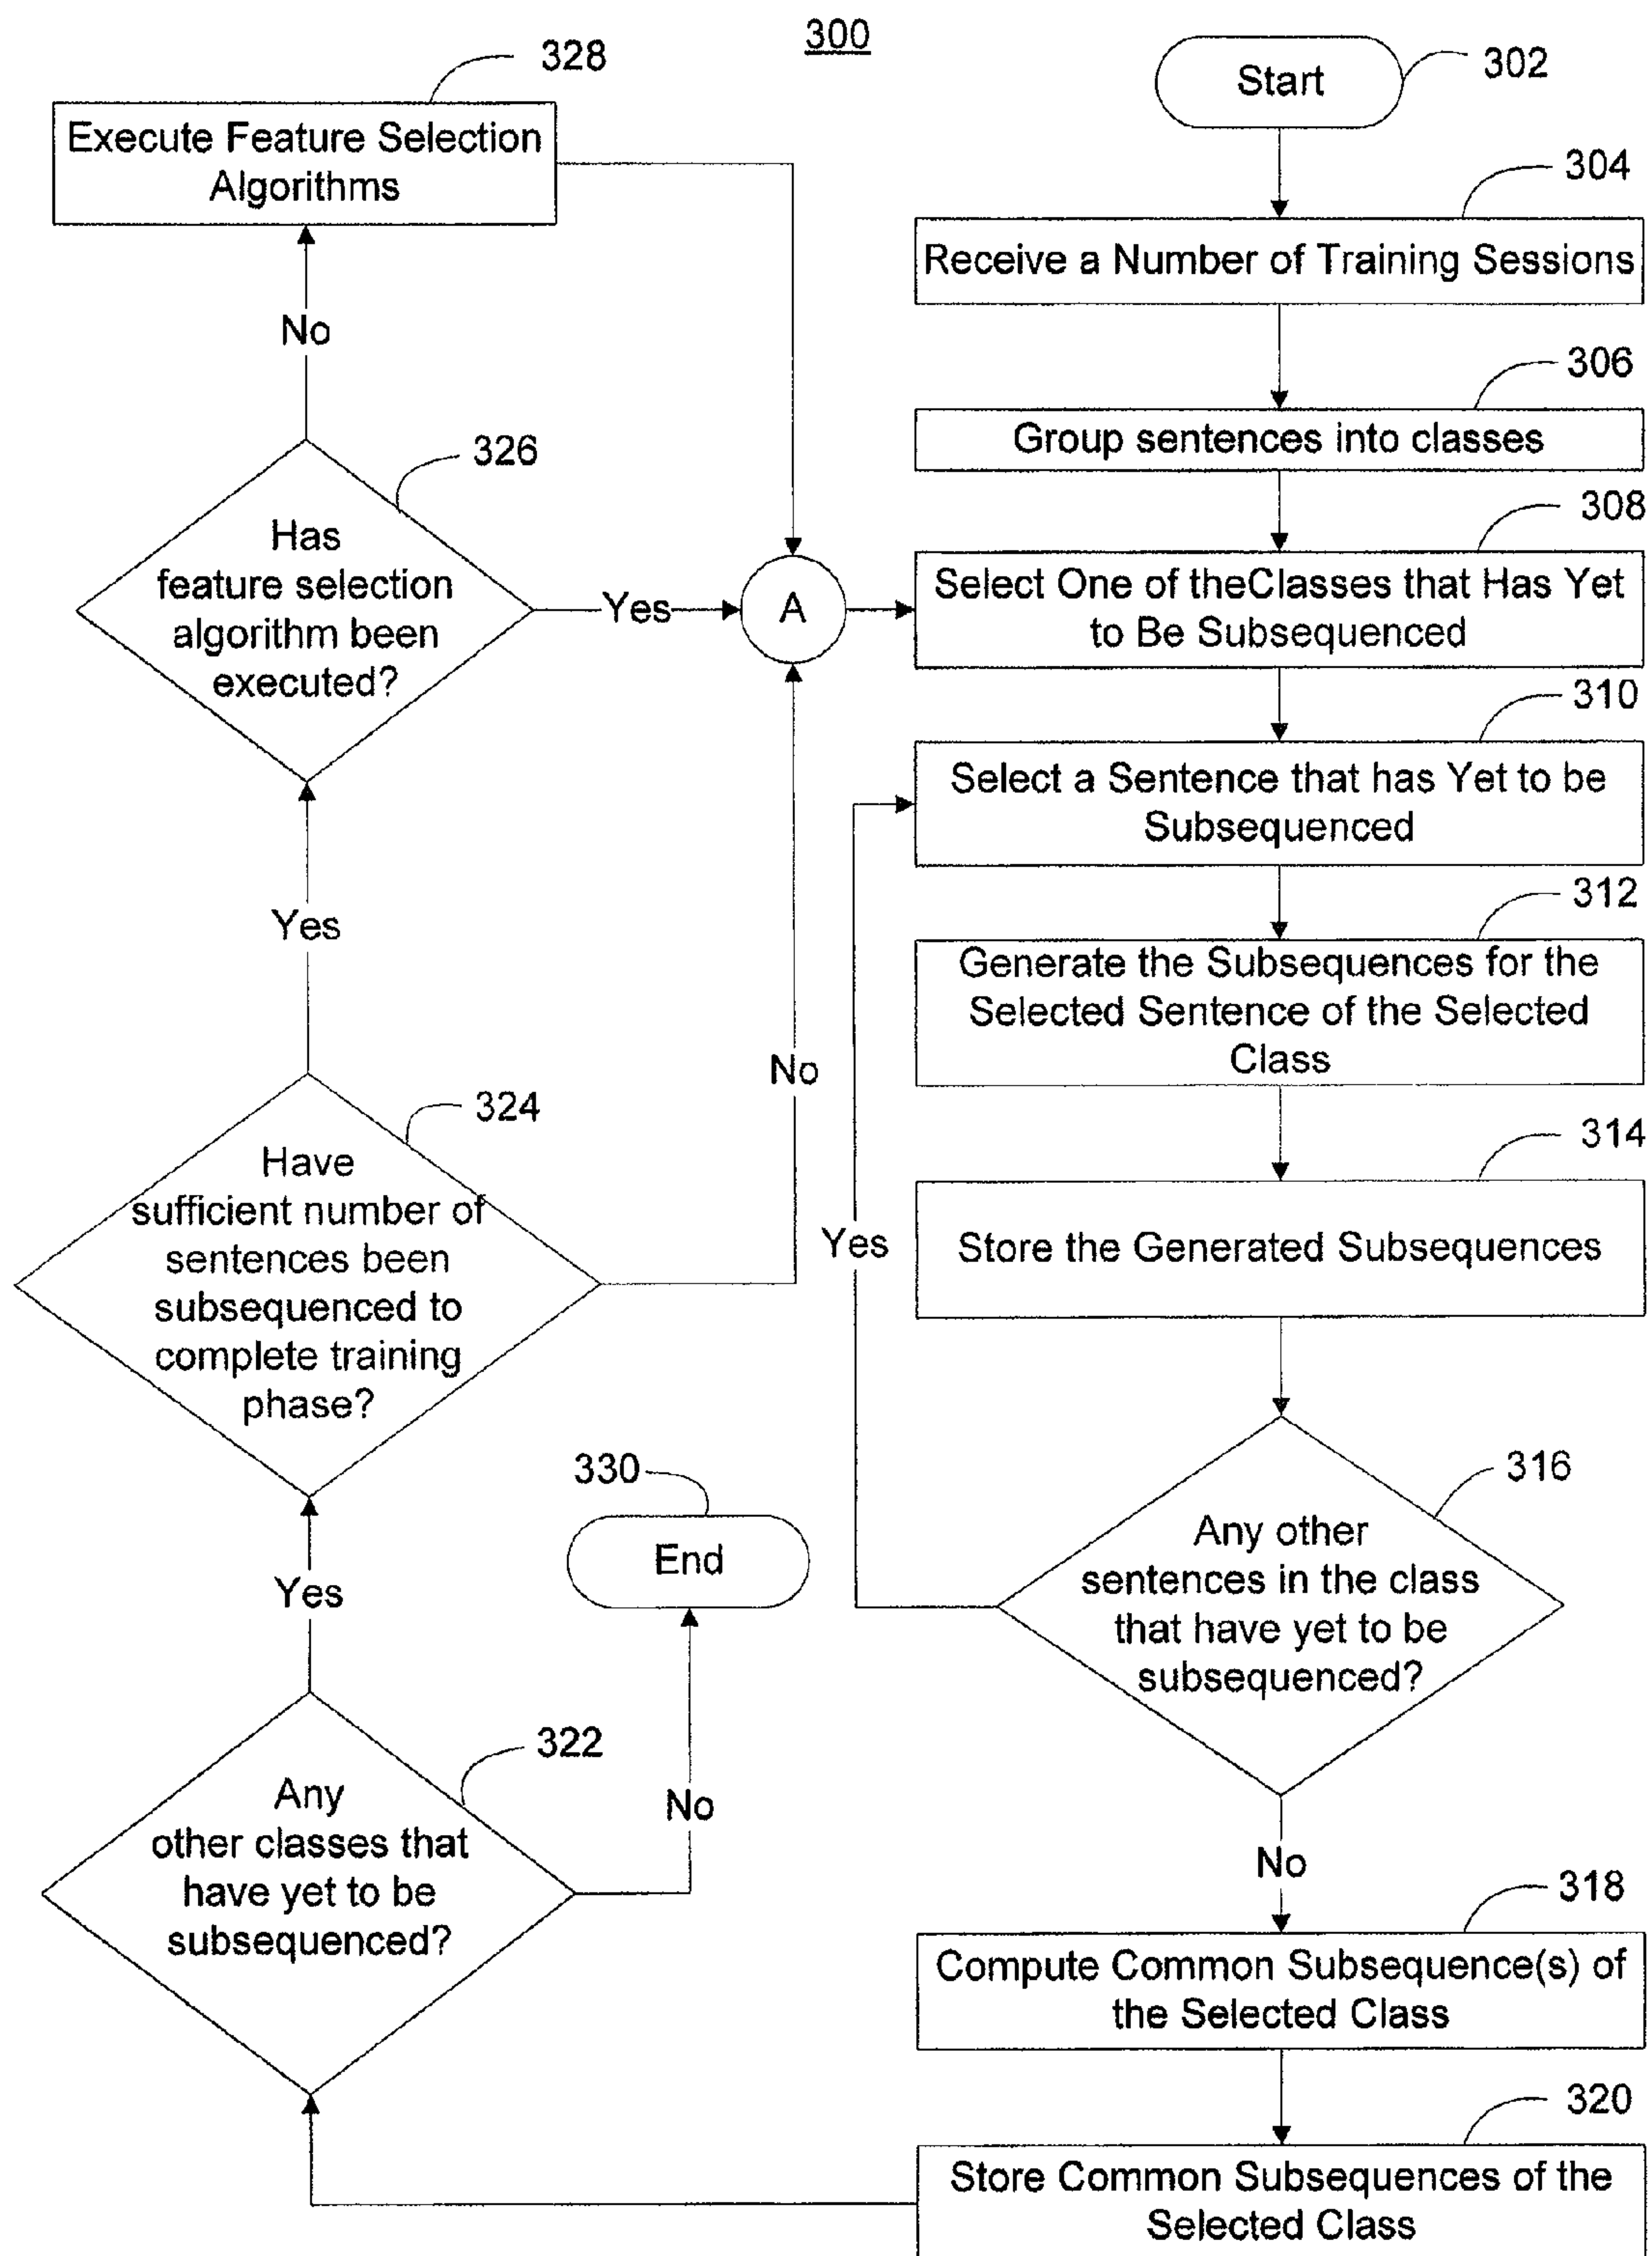 300
Start
302
304
Receive a Number of Training Sessions
306
Group sentences into classes
308
Select One of theClasses that Has Yet
to Be Subsequenced
310
Select a Sentence that has Yet to be
Subsequenced
312
Generate the Subsequences for the
Selected Sentence of the Selected
Class
314
Store the Generated Subsequences
316
Any other
sentences in the class
that have yet to be
subsequenced?
Yes
No
318
Compute Common Subsequence(s) of
the Selected Class
320
Store Common Subsequences of the
Selected Class
322
Any
other classes that
have yet to be
subsequenced?
No
330
End
Yes
324
Have
sufficient number of
sentences been
subsequenced to
complete training
phase?
No
Yes
326
Has
feature selection
algorithm been
executed?
Yes
A
No
328
Execute Feature Selection
Algorithms